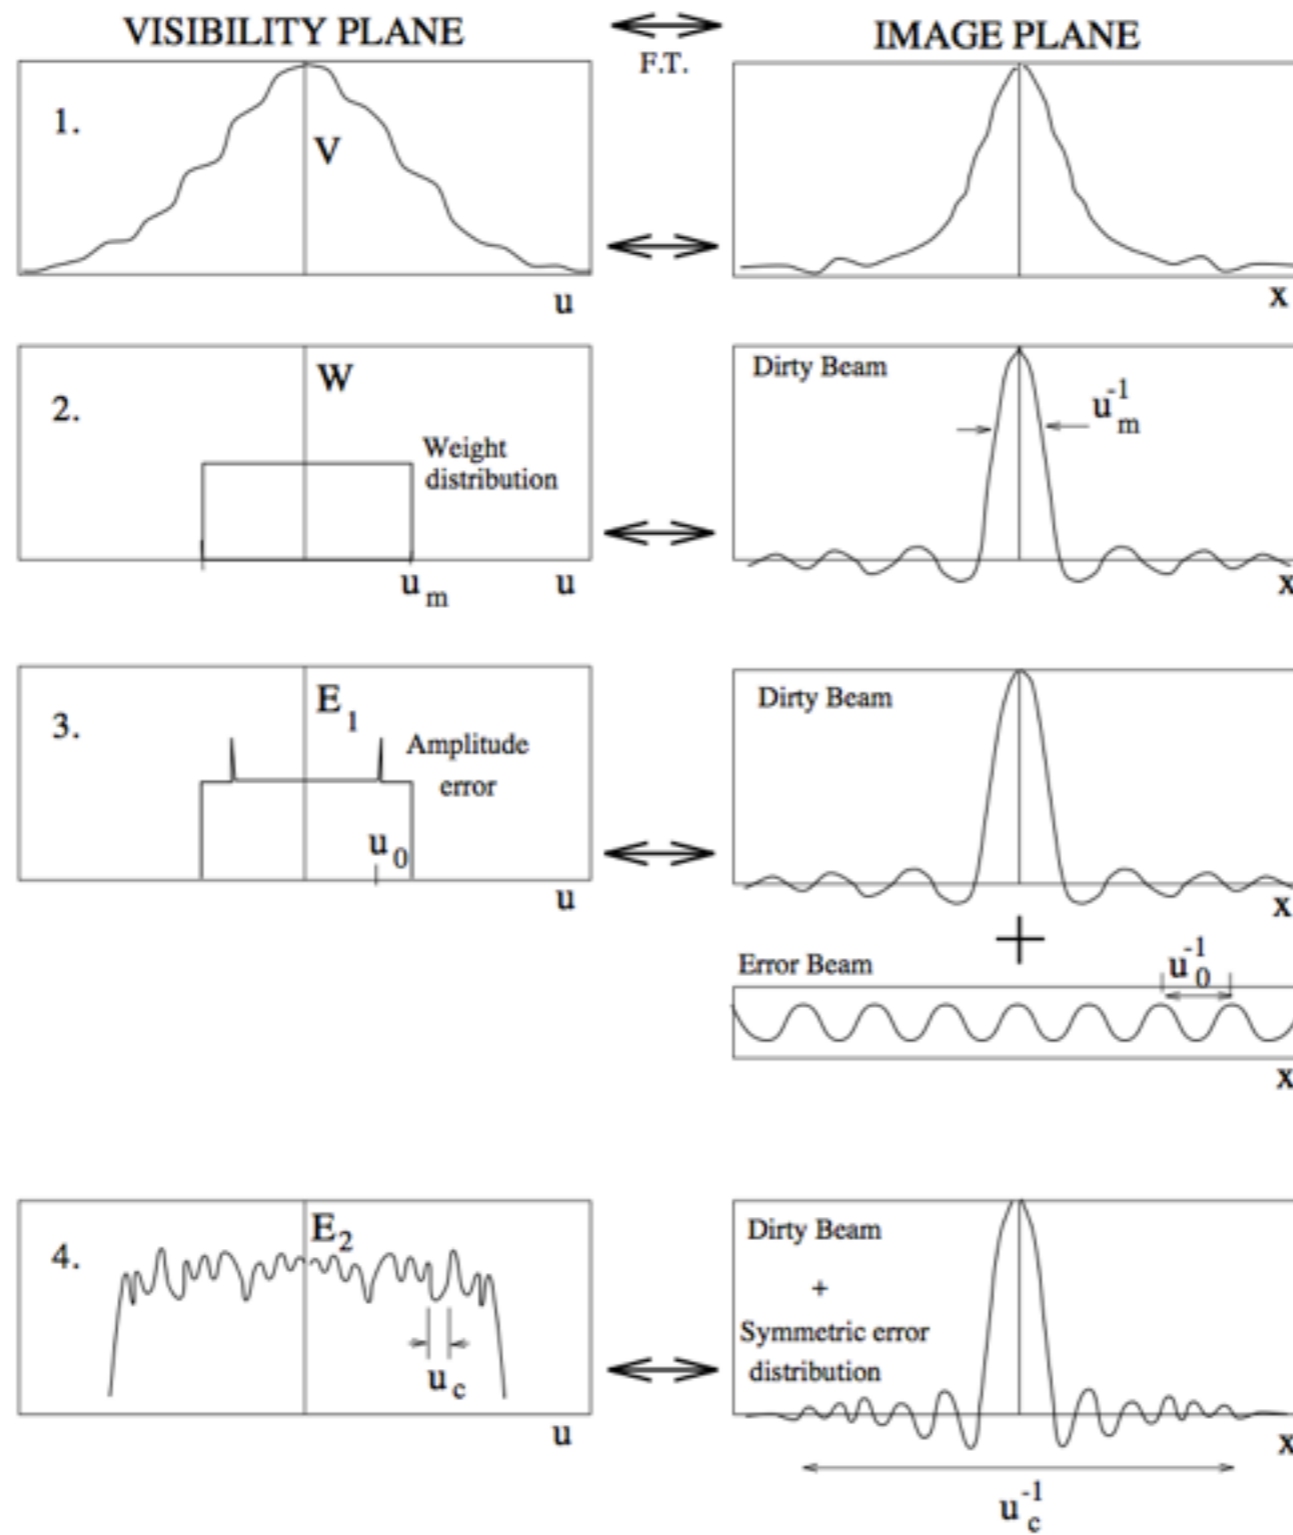 VISIBILITY PLANE
F.T.
IMAGE PLANE
1.
V
u
x
2.
W
Weight
distribution
u m
u
Dirty Beam
u -1 m
x
3.
E 1
Amplitude
error
u 0
u
Dirty Beam
x
+
Error Beam
u -1 0
x
4.
E 2
u c
u
Dirty Beam
+
Symmetric error
distribution
x
u -1 c